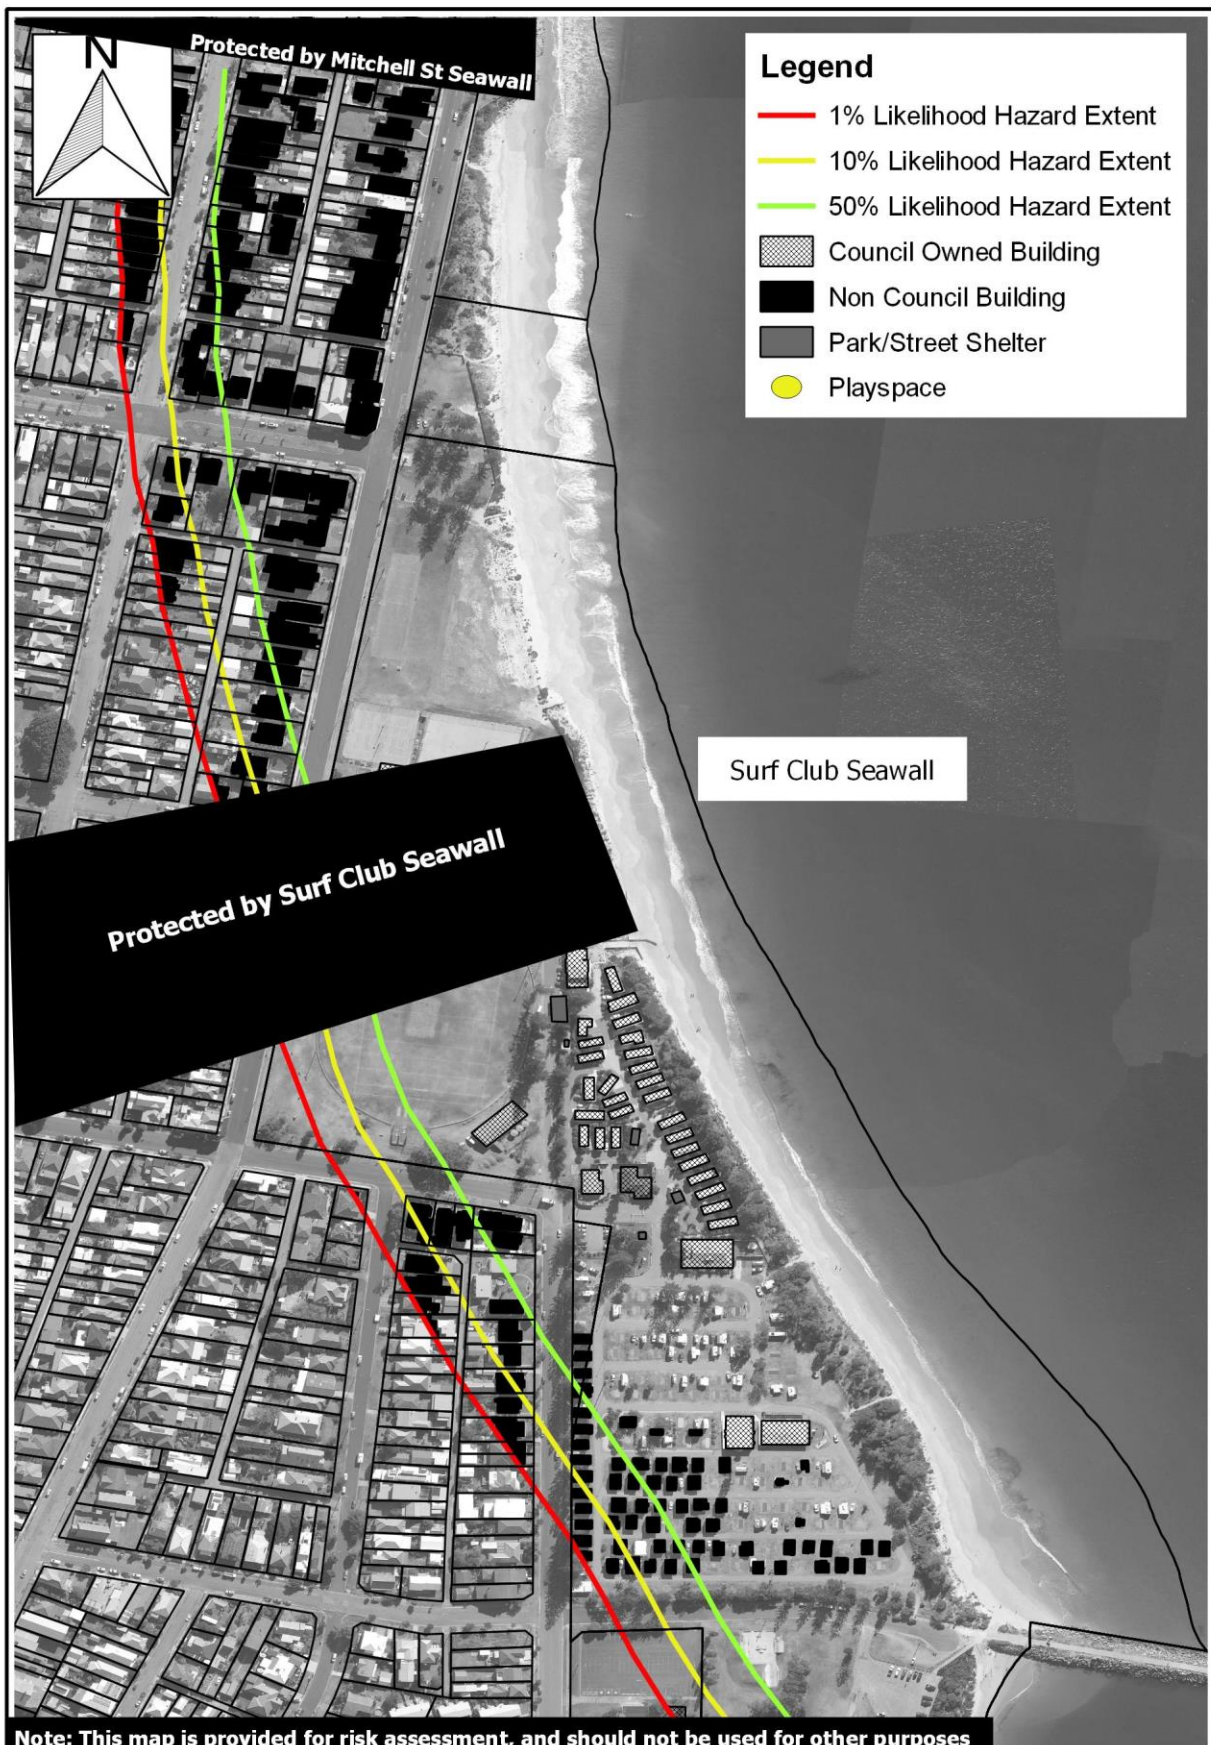 Protected by Mitchell St Seawall
N
Legend
1% Likelihood Hazard Extent
10% Likelihood Hazard Extent
50% Likelihood Hazard Extent
Council Owned Building
Non Council Building
Park/Street Shelter
Playspace
Surf Club Seawall
Protected by Surf Club Seawall
Note: This map is provided for risk assessment, and should not be used for other purposes